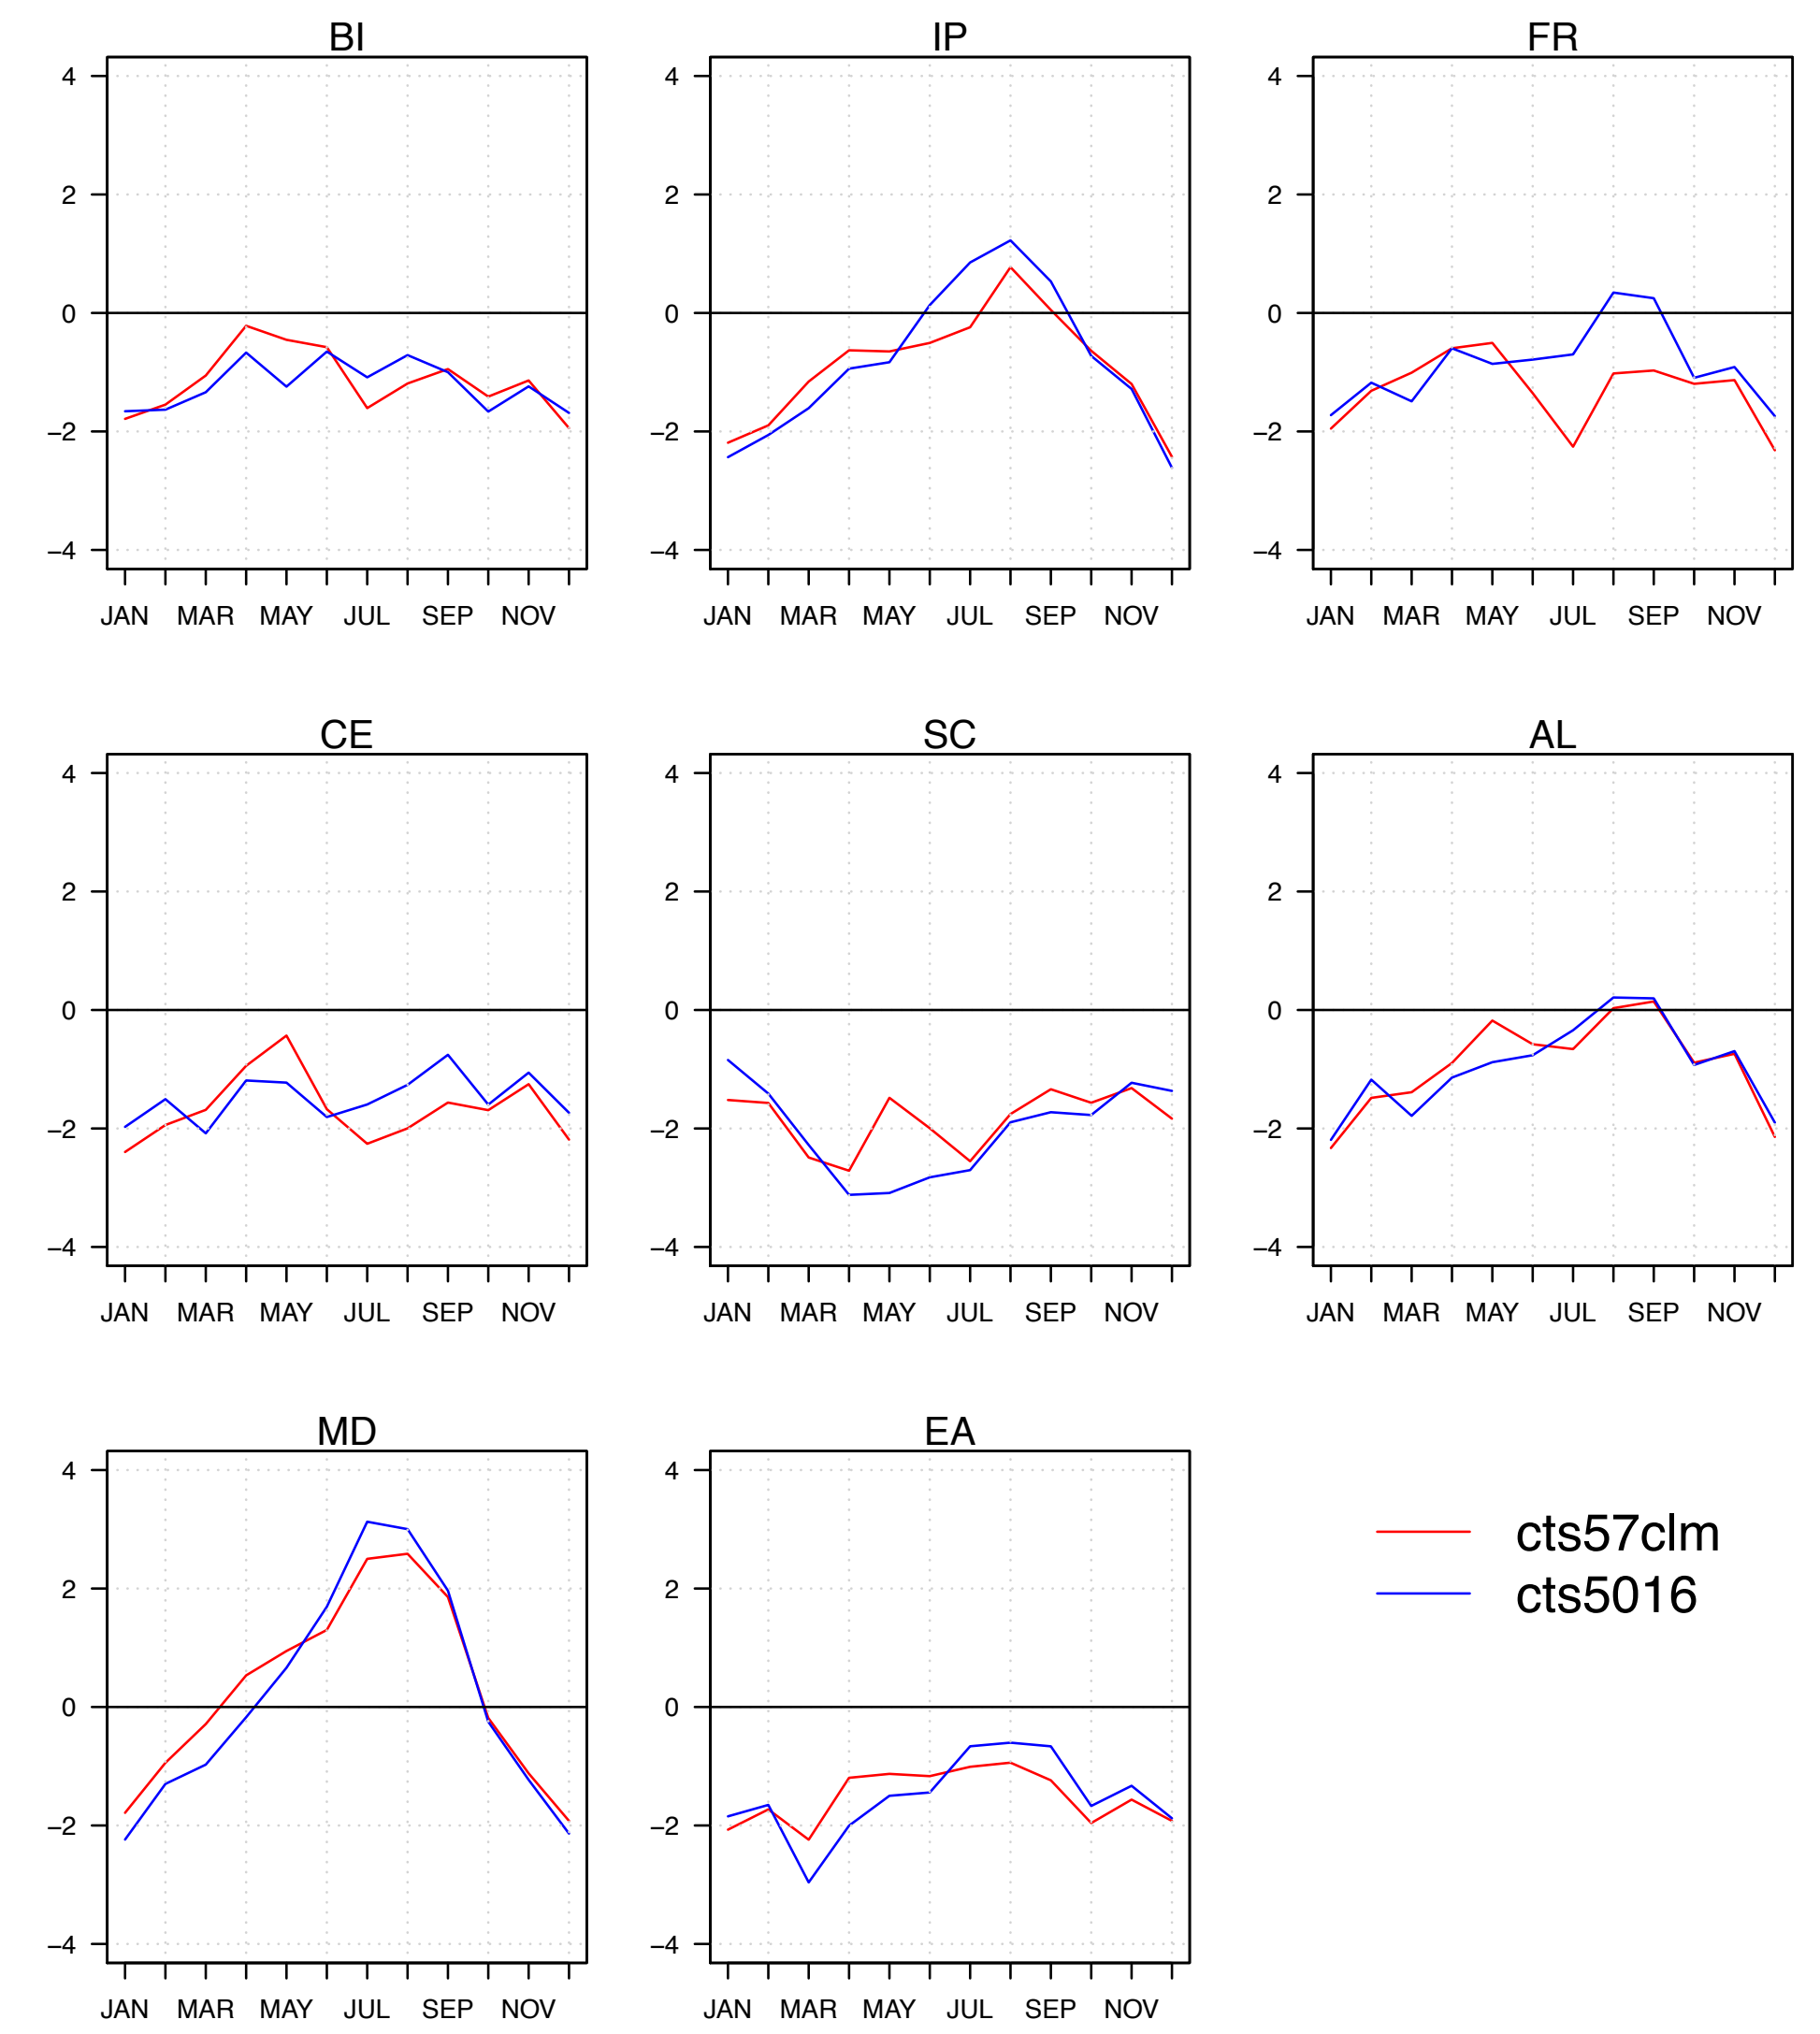 BI IP FR
4 4 4
2 2 2
0 0 0
−2 −2 −2
−4 −4 −4
JAN MAR MAY JUL SEP NOV JAN MAR MAY JUL SEP NOV JAN MAR MAY JUL SEP NOV
CE SC AL
4 4 4
2 2 2
0 0 0
−2 −2 −2
−4 −4 −4
JAN MAR MAY JUL SEP NOV JAN MAR MAY JUL SEP NOV JAN MAR MAY JUL SEP NOV
MD EA
4 4
2 2
0 0
−2 −2
−4 −4
JAN MAR MAY JUL SEP NOV JAN MAR MAY JUL SEP NOV
cts57clm
cts5016